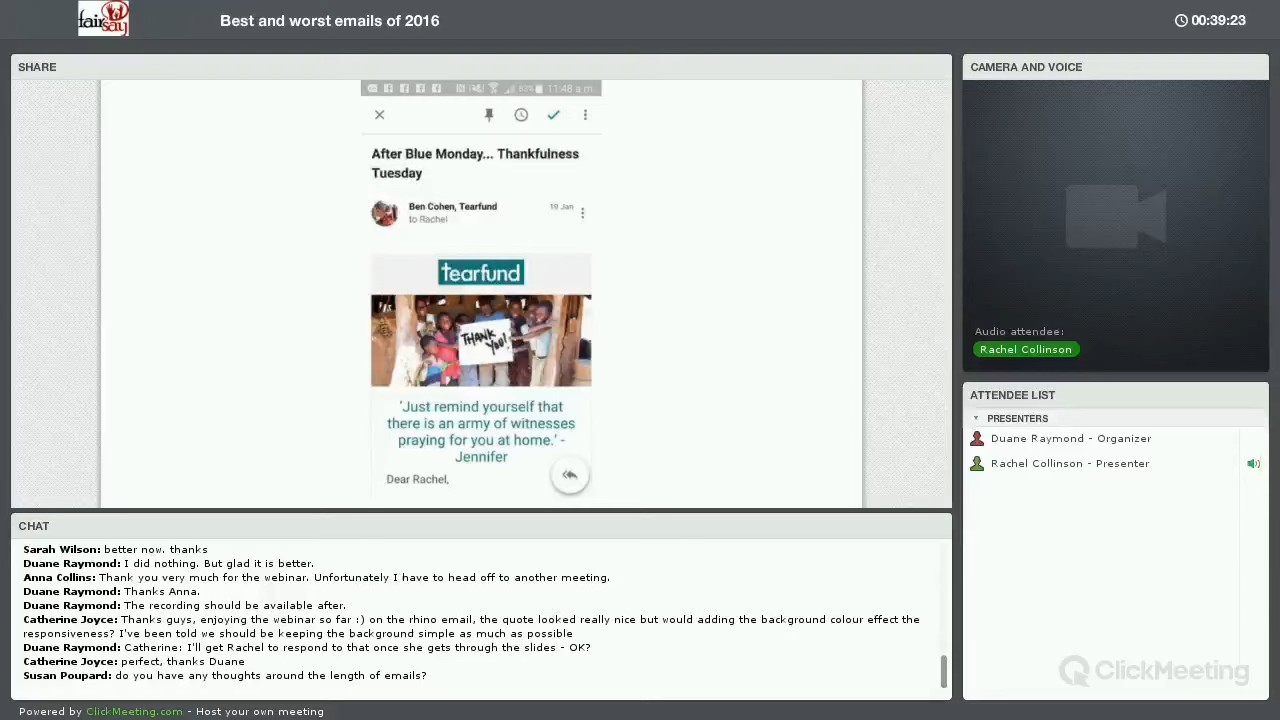 fairsay
Best and worst emails of 2016
00:39:23
SHARE
CAMERA AND VOICE
83% 11:48 a.m.
After Blue Monday... Thankfulness
Tuesday
Ben Cohen, Tearfund
19 Jan
to Rachel
tearfund
THANK
YOU!
'Just remind yourself that
there is an army of witnesses
praying for you at home.' -
Jennifer
Dear Rachel,
Audio attendee:
Rachel Collinson
ATTENDEE LIST
PRESENTERS
Duane Raymond - Organizer
Rachel Collinson - Presenter
CHAT
Sarah Wilson: better now. thanks
Duane Raymond: I did nothing. But glad it is better.
Anna Collins: Thank you very much for the webinar. Unfortunately I have to head off to another meeting.
Duane Raymond: Thanks Anna.
Duane Raymond: The recording should be available after.
Catherine Joyce: Thanks guys, enjoying the webinar so far :) on the rhino email, the quote looked really nice but would adding the background colour effect the
responsiveness? I've been told we should be keeping the background simple as much as possible
Duane Raymond: Catherine: I'll get Rachel to respond to that once she gets through the slides - OK?
Catherine Joyce: perfect, thanks Duane
Susan Poupard: do you have any thoughts around the length of emails?
ClickMeeting
Powered by ClickMeeting.com - Host your own meeting